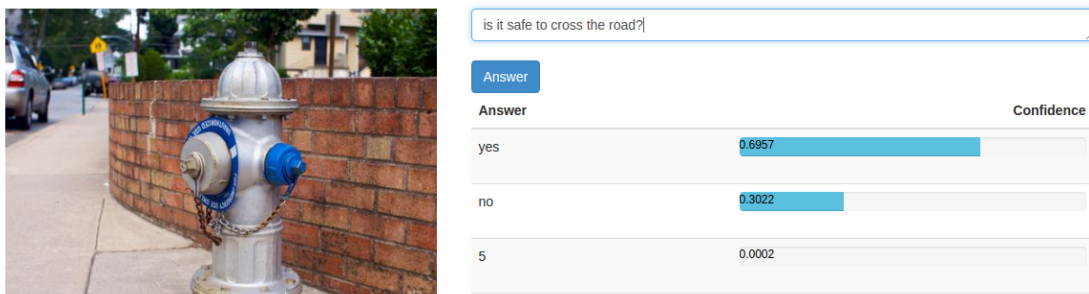 is it safe to cross the road?
Answer
Answer Confidence
yes 0.6957
no 0.3022
5 0.0002